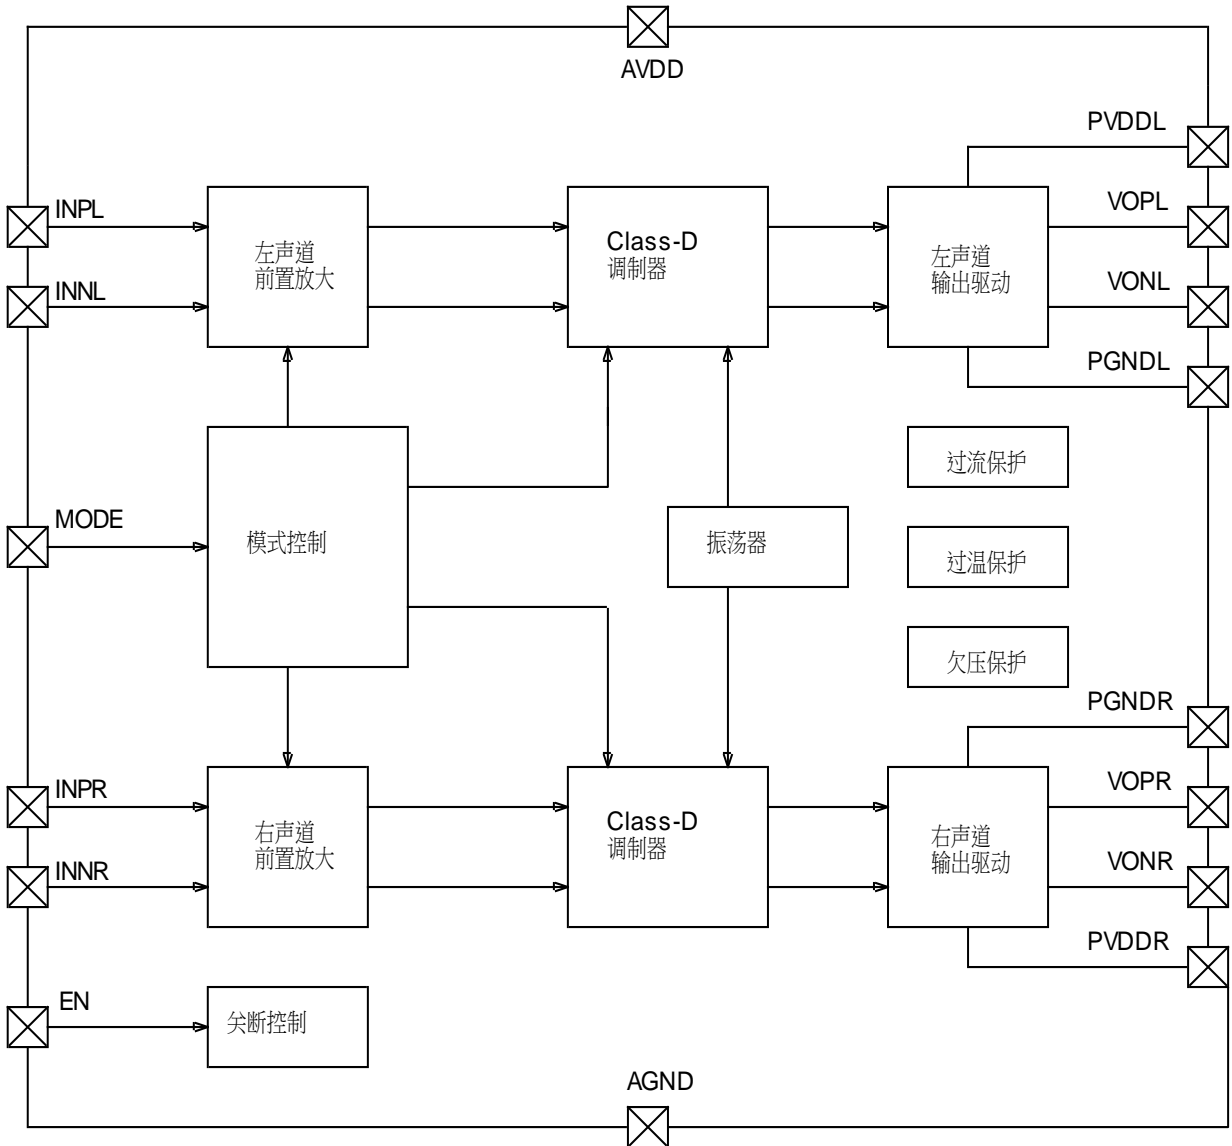 AVDD
PVDDL
INPL
左声道
前置放大
Class-D
调制器
左声道
输出驱动
VOPL
INNL
VONL
PGNDL
过流保护
MODE
模式控制
振荡器
过温保护
欠压保护
PGNDR
INPR
右声道
前置放大
Class-D
调制器
右声道
输出驱动
VOPR
INNR
VONR
PVDDR
EN
关断控制
AGND